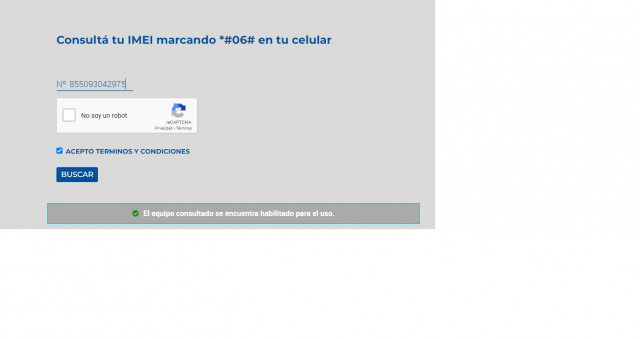 Consultá tu IMEI marcando *#06# en tu celular
Nº 855093042975
No soy un robot
reCAPTCHA
Privacidad - Términos
ACEPTO TERMINOS Y CONDICIONES
BUSCAR
El equipo consultado se encuentra habilitado para el uso.